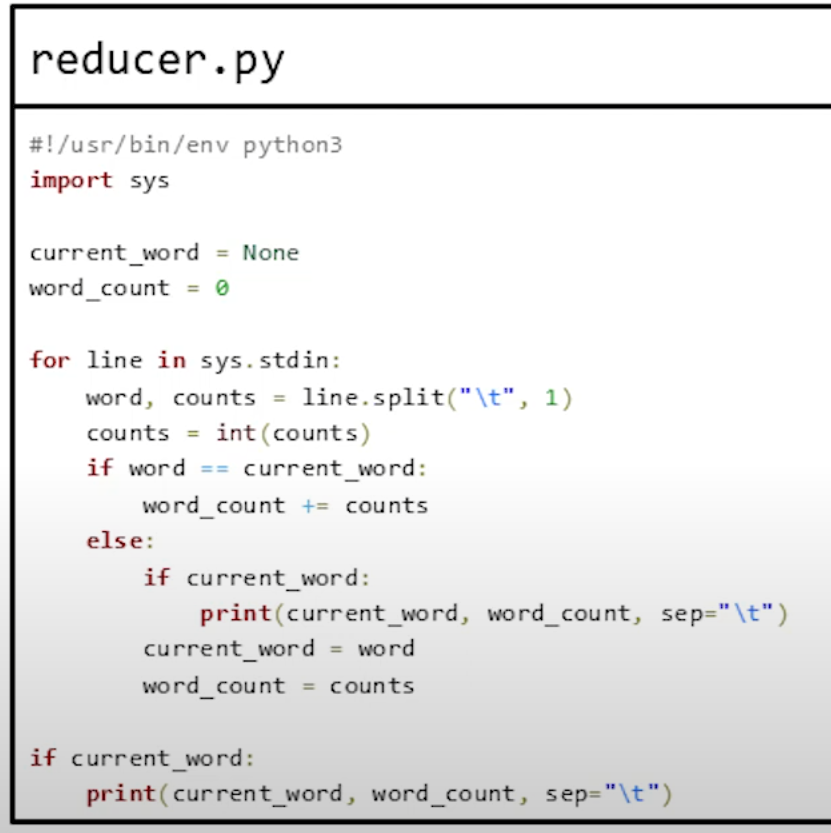 reducer.py
#!/usr/bin/env python3
import sys
current_word = None
word_count = 0
for line in sys.stdin:
    word, counts = line.split("\t", 1)
    counts = int(counts)
    if word == current_word:
        word_count += counts
    else:
        if current_word:
            print(current_word, word_count, sep="\t")
        current_word = word
        word_count = counts
if current_word:
    print(current_word, word_count, sep="\t")